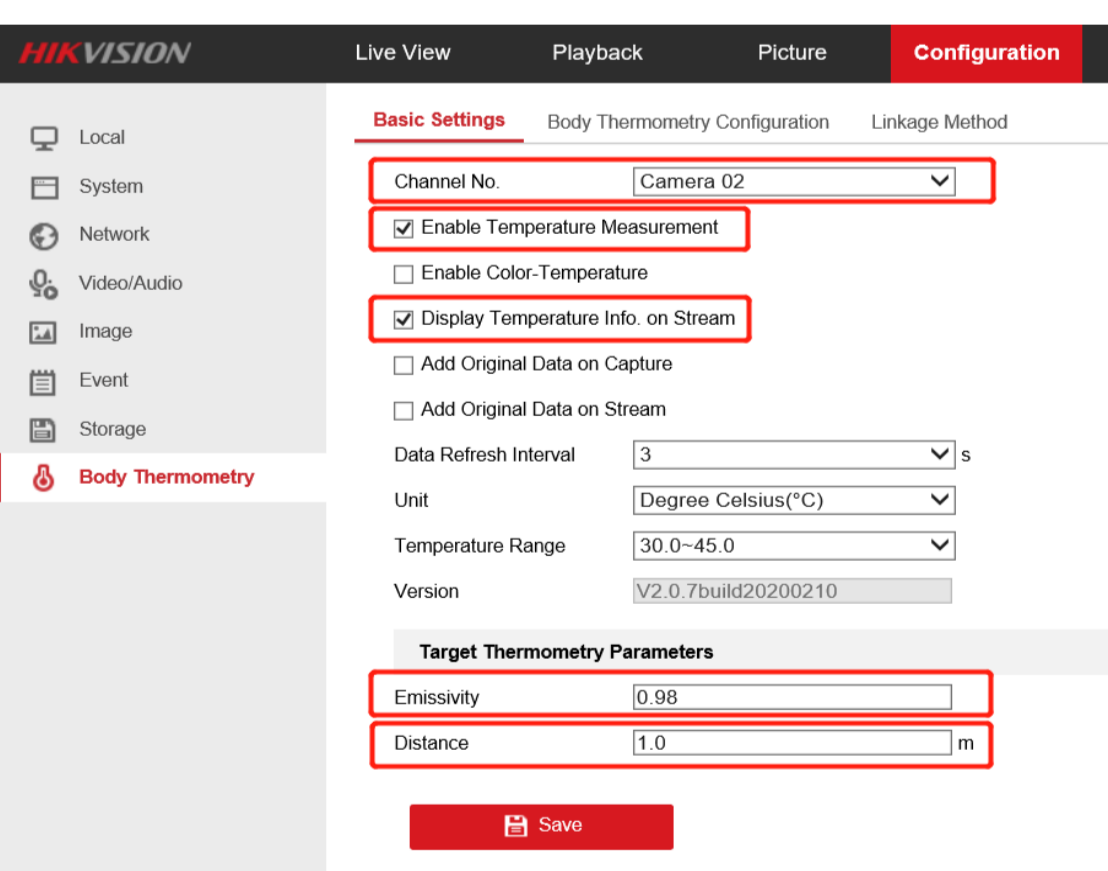 HIKVISION Live View Playback Picture Configuration
Local
System
Network
Video/Audio
Image
Event
Storage
Body Thermometry
Basic Settings Body Thermometry Configuration Linkage Method
Channel No. Camera 02
Enable Temperature Measurement
Enable Color-Temperature
Display Temperature Info. on Stream
Add Original Data on Capture
Add Original Data on Stream
Data Refresh Interval 3 s
Unit Degree Celsius(°C)
Temperature Range 30.0~45.0
Version V2.0.7build20200210
Target Thermometry Parameters
Emissivity 0.98
Distance 1.0 m
Save